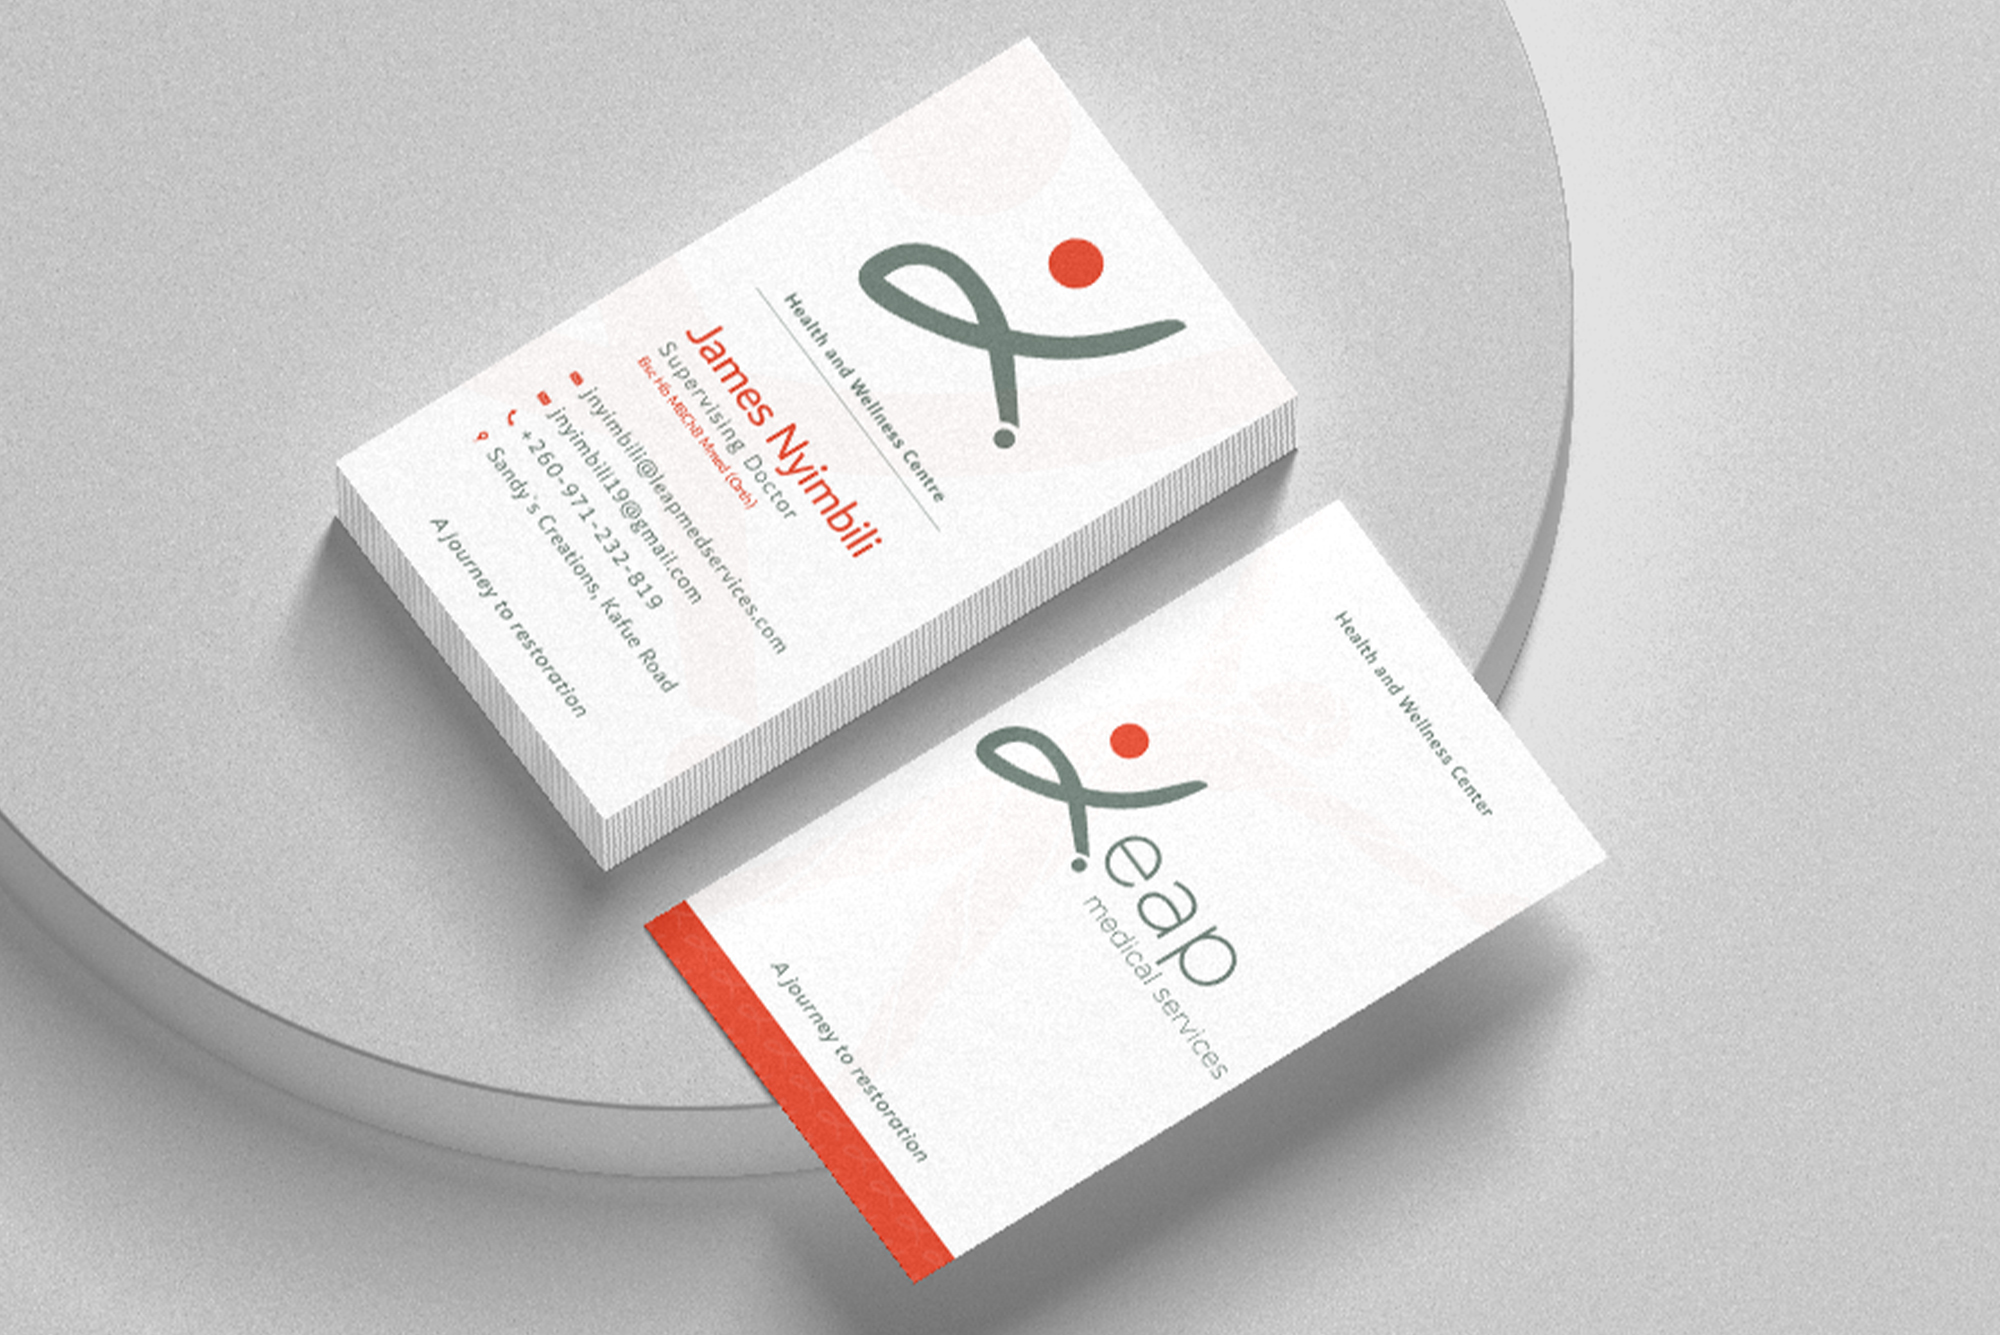 Health and Wellness Centre
James Nyimbili
Supervising Doctor
Bsc Hb MBChB Mmed (Orth)
jnyimbili@leapmedservices.com
jnyimbili19@gmail.com
+260-971-232-819
Sandy`s Creations, Kafue Road
A journey to restoration
Health and Wellness Center
Leap
medical services
A journey to restoration